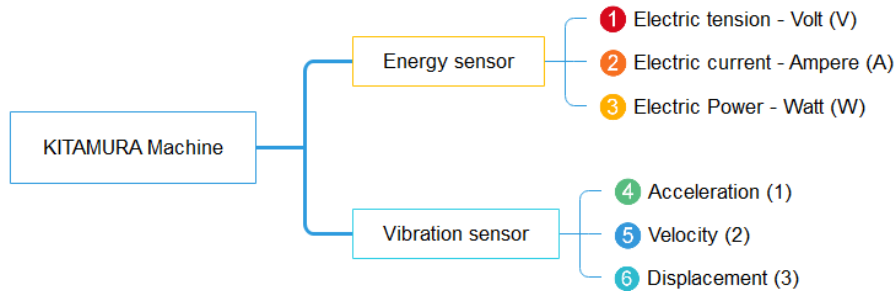 KITAMURA Machine
Energy sensor
1 Electric tension - Volt (V)
2 Electric current - Ampere (A)
3 Electric Power - Watt (W)
Vibration sensor
4 Acceleration (1)
5 Velocity (2)
6 Displacement (3)